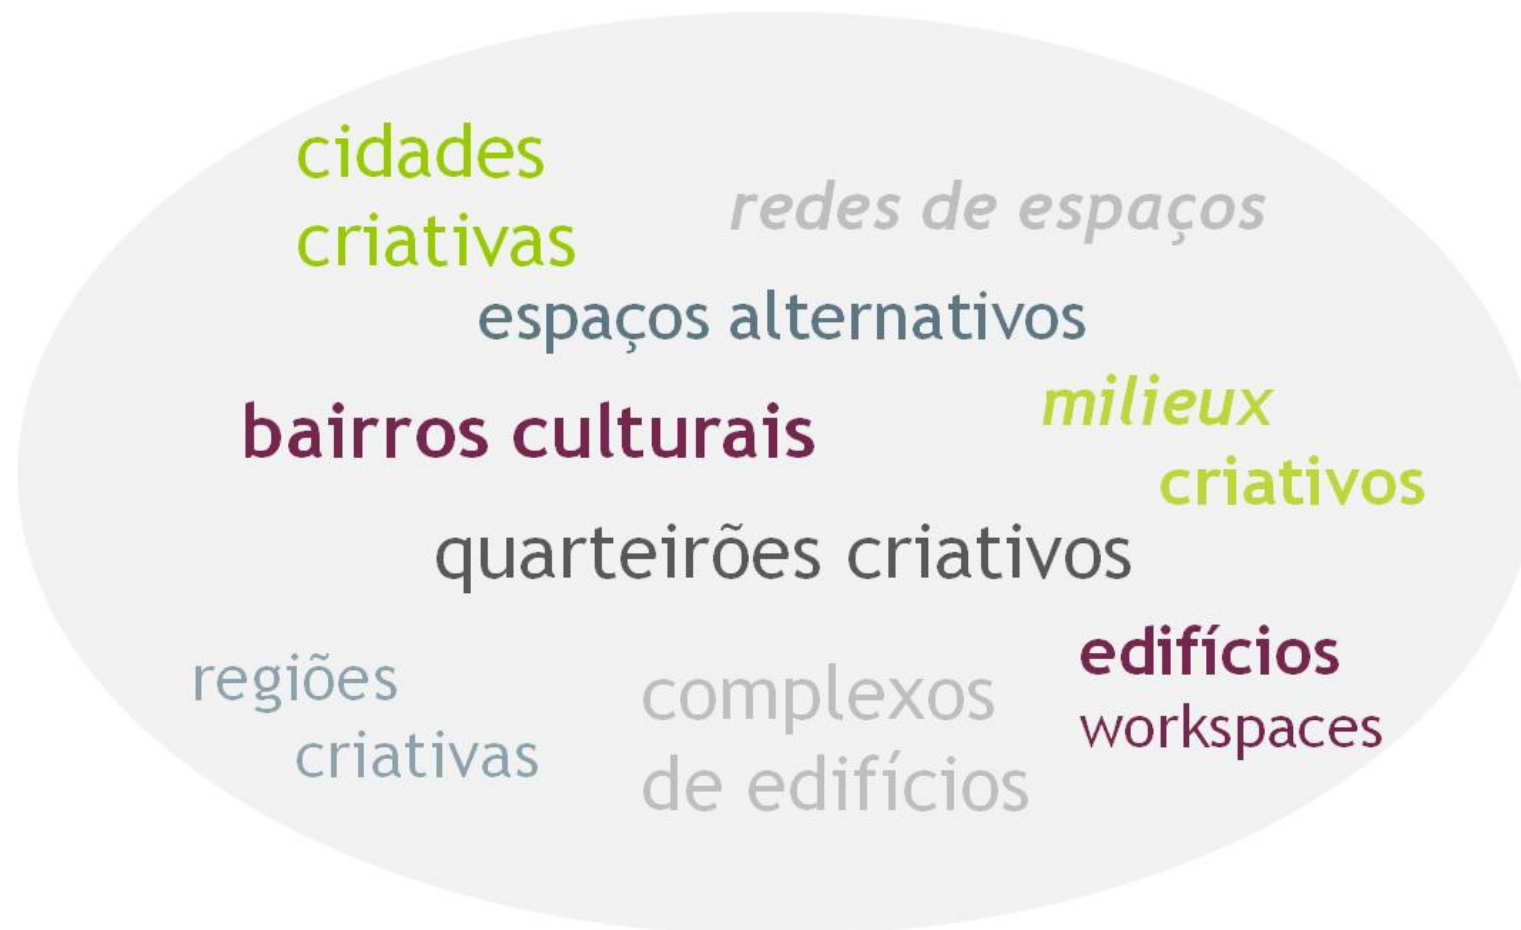 cidades
criativas
redes de espaços
espaços alternativos
bairros culturais
milieux
criativos
quarteirões criativos
regiões
criativas
complexos
de edifícios
edifícios
workspaces